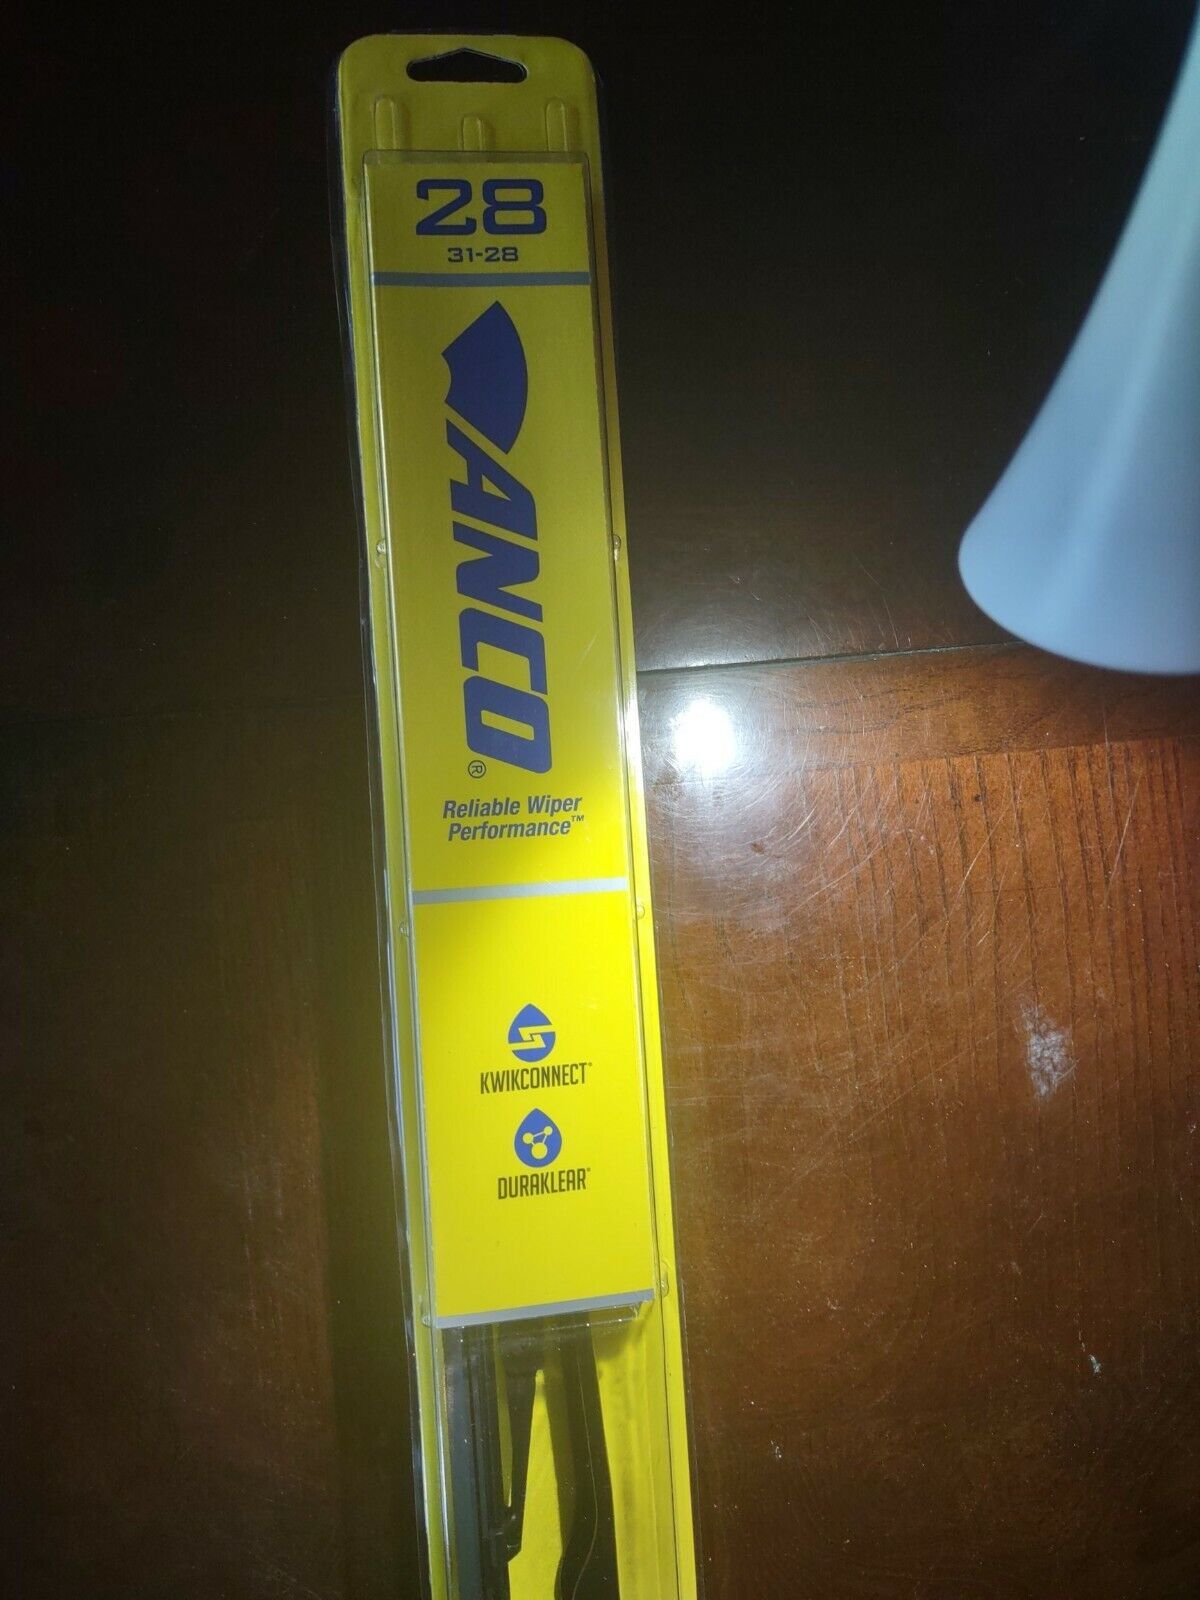 28
31-28
ANCO®
Reliable Wiper
Performance™
KWIKCONNECT®
DURAKLEAR®